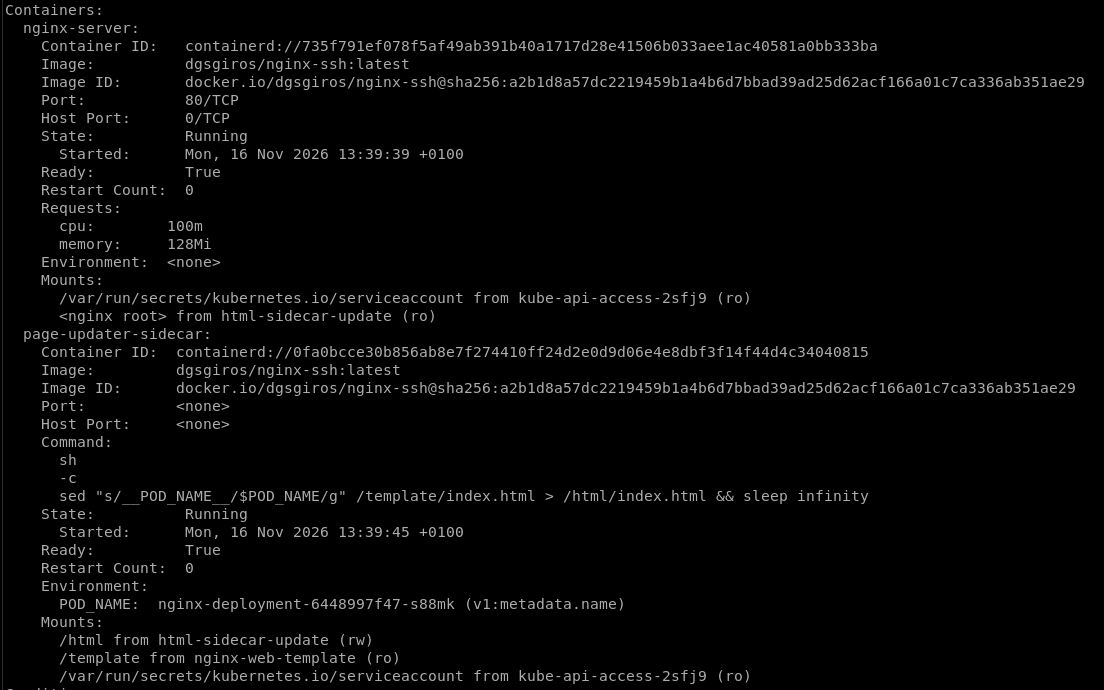 Containers:
  nginx-server:
    Container ID:   containerd://735f791ef078f5af49ab391b40a1717d28e41506b033aee1ac40581a0bb333ba
    Image:          dgsgiros/nginx-ssh:latest
    Image ID:       docker.io/dgsgiros/nginx-ssh@sha256:a2b1d8a57dc2219459b1a4b6d7bbad39ad25d62acf166a01c7ca336ab351ae29
    Port:           80/TCP
    Host Port:      0/TCP
    State:          Running
      Started:      Mon, 16 Nov 2026 13:39:39 +0100
    Ready:          True
    Restart Count:  0
    Requests:
      cpu:        100m
      memory:     128Mi
    Environment:  <none>
    Mounts:
      /var/run/secrets/kubernetes.io/serviceaccount from kube-api-access-2sfj9 (ro)
      <nginx root> from html-sidecar-update (ro)
  page-updater-sidecar:
    Container ID:  containerd://0fa0bcce30b856ab8e7f274410ff24d2e0d9d06e4e8dbf3f14f44d4c34040815
    Image:         dgsgiros/nginx-ssh:latest
    Image ID:      docker.io/dgsgiros/nginx-ssh@sha256:a2b1d8a57dc2219459b1a4b6d7bbad39ad25d62acf166a01c7ca336ab351ae29
    Port:          <none>
    Host Port:     <none>
    Command:
      sh
      -c
      sed "s/__POD_NAME__/$POD_NAME/g" /template/index.html > /html/index.html && sleep infinity
    State:          Running
      Started:      Mon, 16 Nov 2026 13:39:45 +0100
    Ready:          True
    Restart Count:  0
    Environment:
      POD_NAME:  nginx-deployment-6448997f47-s88mk (v1:metadata.name)
    Mounts:
      /html from html-sidecar-update (rw)
      /template from nginx-web-template (ro)
      /var/run/secrets/kubernetes.io/serviceaccount from kube-api-access-2sfj9 (ro)